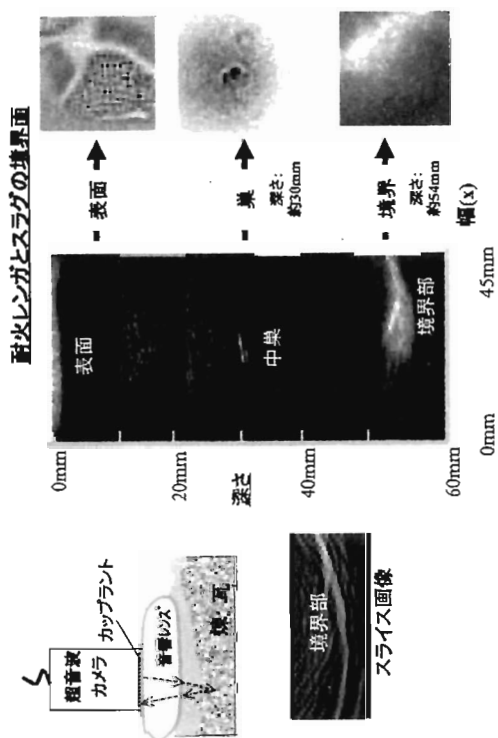 耐火レンガとスラグの境界面
超音波
カメラ
カップラント
音響レンズ
煉瓦
境界部
スライス画像
0mm
20mm
40mm
60mm
深さ
表面
中巣
境界部
0mm
45mm
幅(x)
表面
巣
深さ:
約30mm
境界
深さ:
約54mm